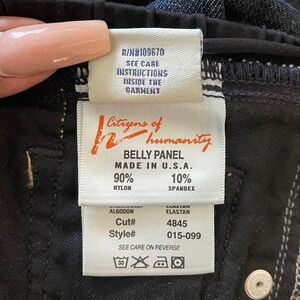 R/N#109670
SEE CARE
INSTRUCTIONS
INSIDE THE
GARMENT
Citizens of
humanity
BELLY PANEL
MADE IN U.S.A.
90% 10%
NYLON SPANDEX
ALGODON ELASTAN
Cut# 4845
Style# 015-099
SEE CARE ON REVERSE
30